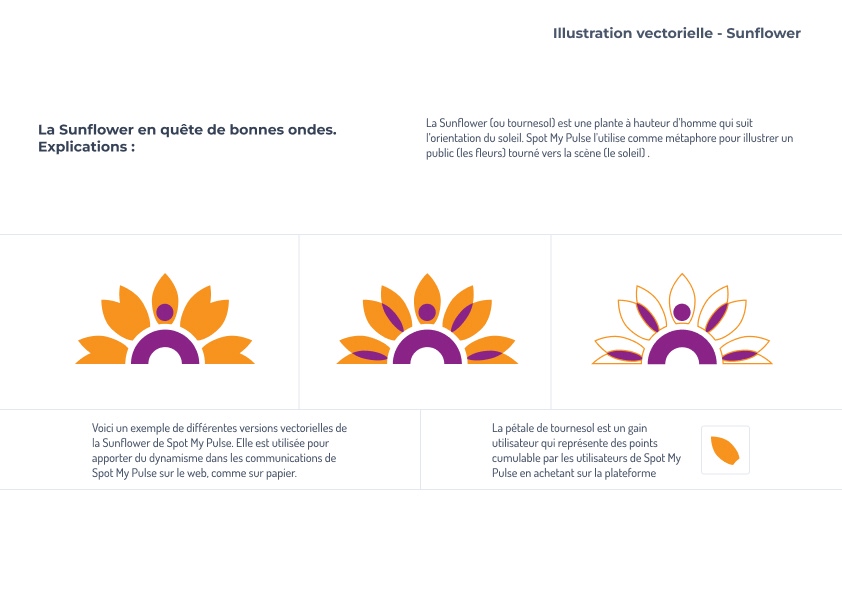 Illustration vectorielle - Sunflower
La Sunflower en quête de bonnes ondes.
Explications :
La Sunflower (ou tournesol) est une plante à hauteur d'homme qui suit
l'orientation du soleil. Spot My Pulse l'utilise comme métaphore pour illustrer un
public (les fleurs) tourné vers la scène (le soleil) .
Voici un exemple de différentes versions vectorielles de
la Sunflower de Spot My Pulse. Elle est utilisée pour
apporter du dynamisme dans les communications de
Spot My Pulse sur le web, comme sur papier.
La pétale de tournesol est un gain
utilisateur qui représente des points
cumulable par les utilisateurs de Spot My
Pulse en achetant sur la plateforme